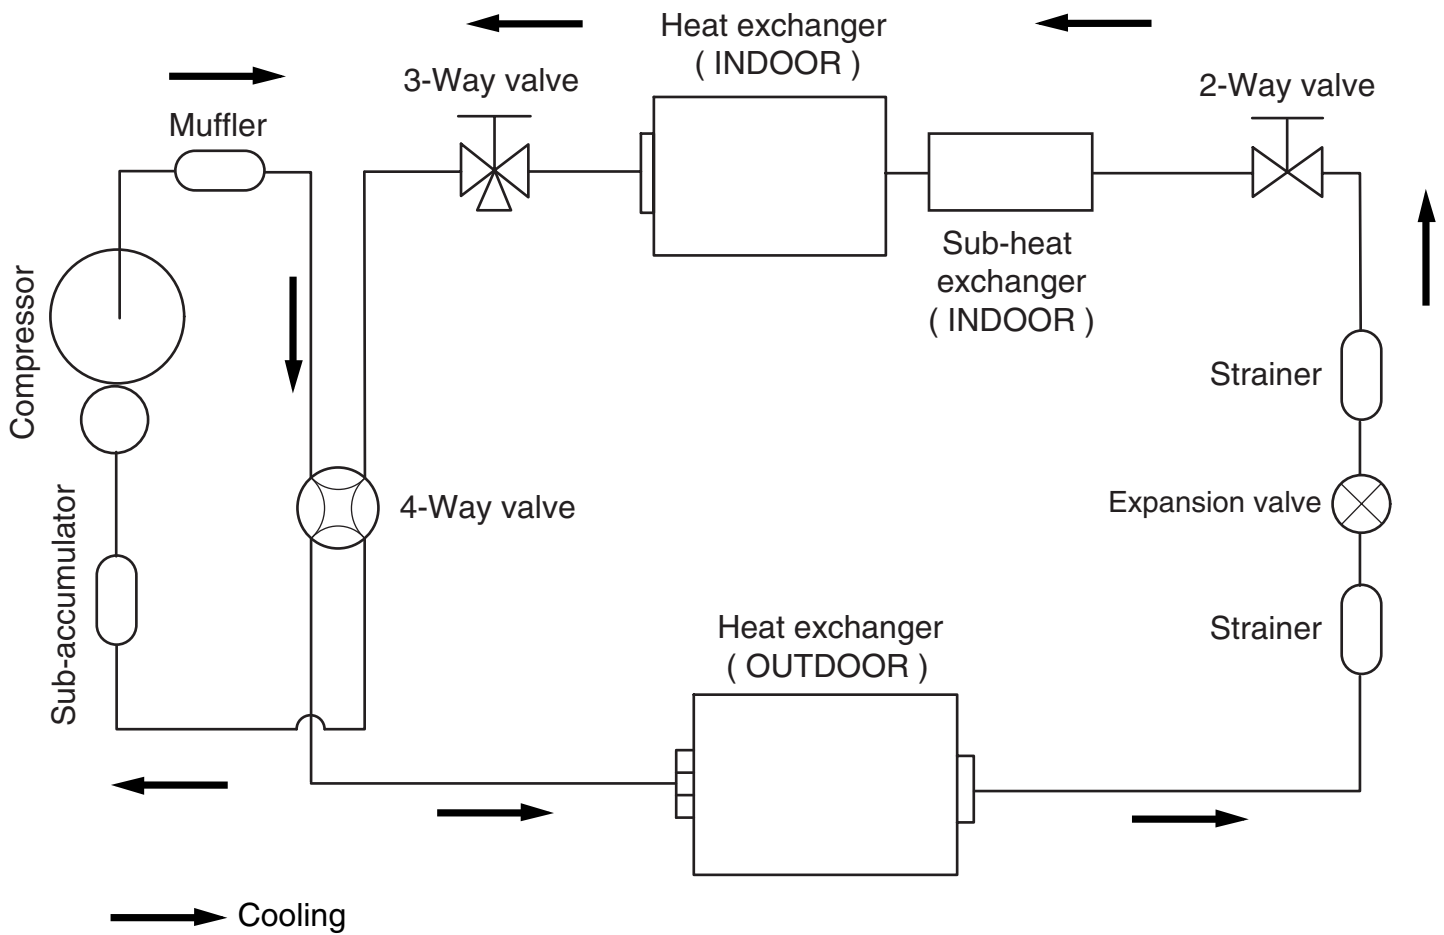 Heat exchanger
( INDOOR )
3-Way valve
2-Way valve
Muffler
Sub-heat
exchanger
( INDOOR )
Compressor
Strainer
4-Way valve
Expansion valve
Sub-accumulator
Heat exchanger
( OUTDOOR )
Strainer
Cooling